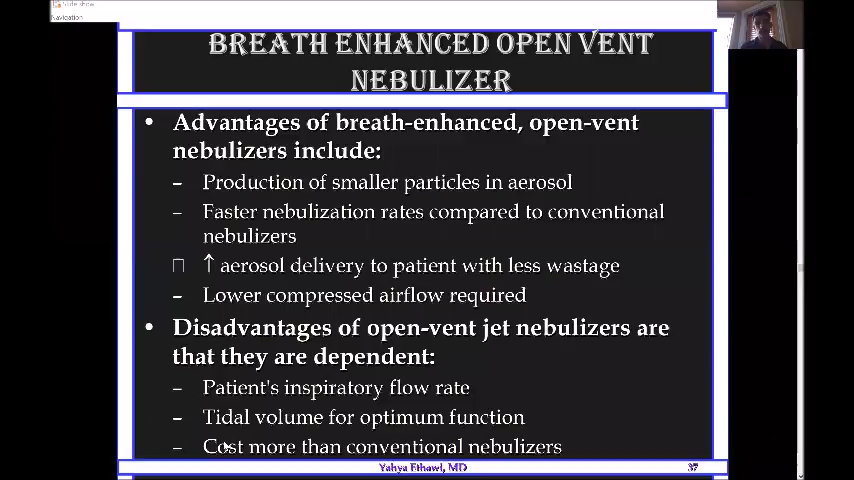 Slide show
Navigation
BREATH ENHANCED OPEN VENT
NEBULIZER
• Advantages of breath-enhanced, open-vent
nebulizers include:
– Production of smaller particles in aerosol
– Faster nebulization rates compared to conventional
nebulizers
□ ↑ aerosol delivery to patient with less wastage
– Lower compressed airflow required
• Disadvantages of open-vent jet nebulizers are
that they are dependent:
– Patient's inspiratory flow rate
– Tidal volume for optimum function
– Cost more than conventional nebulizers
Yahya Ethawi, MD
37